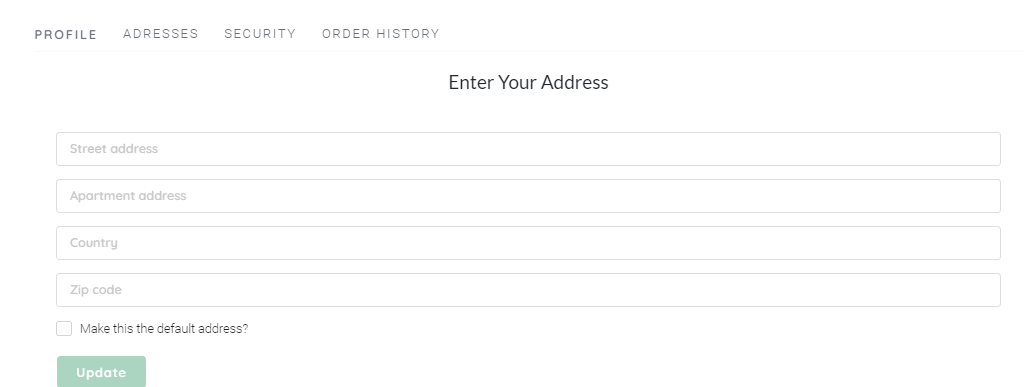 PROFILE ADRESSES SECURITY ORDER HISTORY
Enter Your Address
Street address
Apartment address
Country
Zip code
Make this the default address?
Update